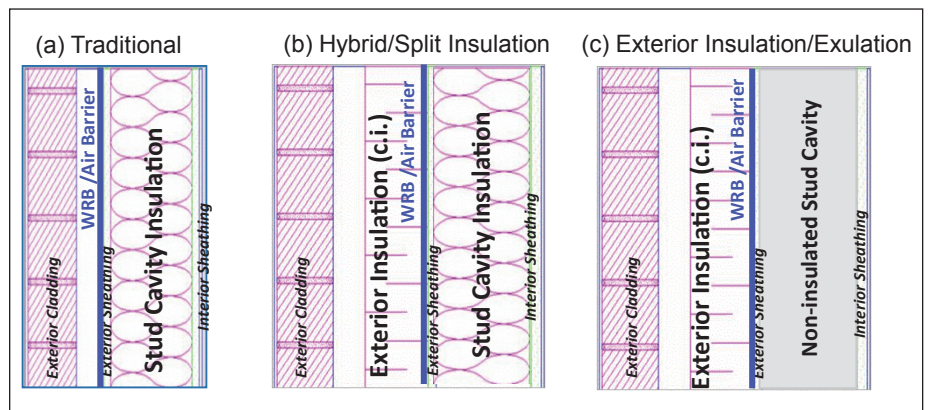 (a) Traditional
Exterior Cladding
WRB /Air Barrier
Exterior Sheathing
Stud Cavity Insulation
Interior Sheathing
(b) Hybrid/Split Insulation
Exterior Cladding
Exterior Insulation (c.i.)
WRB /Air Barrier
Exterior Sheathing
Stud Cavity Insulation
Interior Sheathing
(c) Exterior Insulation/Exulation
Exterior Cladding
Exterior Insulation (c.i.)
WRB /Air Barrier
Exterior Sheathing
Non-insulated Stud Cavity
Interior Sheathing